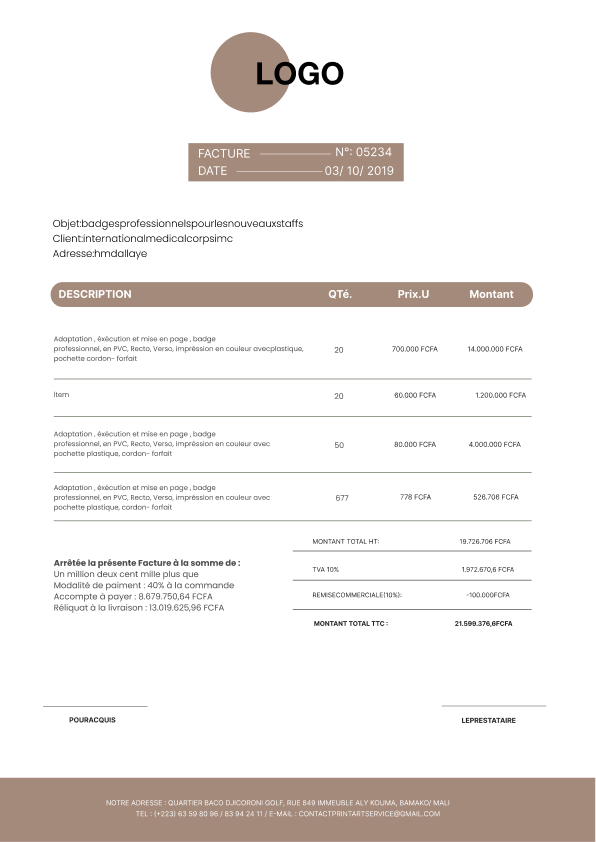 LOGO
FACTURE N°: 05234
DATE 03/ 10/ 2019
Objet:badgesprofessionnelspourlesnouveauxstaffs
Client:internationalmedicalcorpsimc
Adresse:hmdallaye
DESCRIPTION QTé. Prix.U Montant
Adaptation , éxécution et mise en page , badge
professionnel, en PVC, Recto, Verso, impréssion en couleur avecplastique, 20 700.000 FCFA 14.000.000 FCFA
pochette cordon- forfait
Item 20 60.000 FCFA 1.200.000 FCFA
Adaptation , éxécution et mise en page , badge
professionnel, en PVC, Recto, Verso, impréssion en couleur avec 50 80.000 FCFA 4.000.000 FCFA
pochette plastique, cordon- forfait
Adaptation , éxécution et mise en page , badge
professionnel, en PVC, Recto, Verso, impréssion en couleur avec 677 778 FCFA 526.706 FCFA
pochette plastique, cordon- forfait
MONTANT TOTAL HT: 19.726.706 FCFA
TVA 10% 1.972.670,6 FCFA
REMISECOMMERCIALE(10%): -100.000FCFA
MONTANT TOTAL TTC : 21.599.376,6FCFA
Arrêtée la présente Facture à la somme de :
Un million deux cent mille plus que
Modalité de paiment : 40% à la commande
Accompte à payer : 8.679.750,64 FCFA
Réliquat à la livraison : 13.019.625,96 FCFA
POURACQUIS LEPRESTATAIRE
NOTRE ADRESSE : QUARTIER BACO DJICORONI GOLF, RUE 649 IMMEUBLE ALY KOUMA, BAMAKO/ MALI
TEL : (+223) 63 59 80 96 / 83 94 24 11 / E-MAIL : CONTACTPRINTARTSERVICE@GMAIL.COM